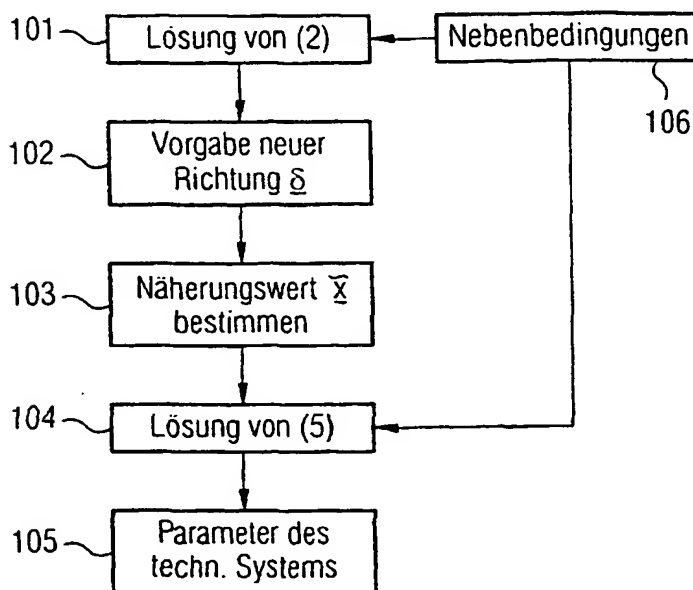 101
Lösung von (2)
Nebenbedingungen
106
102
Vorgabe neuer
Richtung δ
103
Näherungswert x̃
bestimmen
104
Lösung von (5)
105
Parameter des
techn. Systems